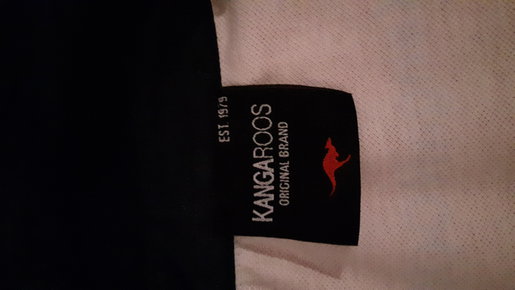 EST. 1979
KANGAROOS
ORIGINAL BRAND